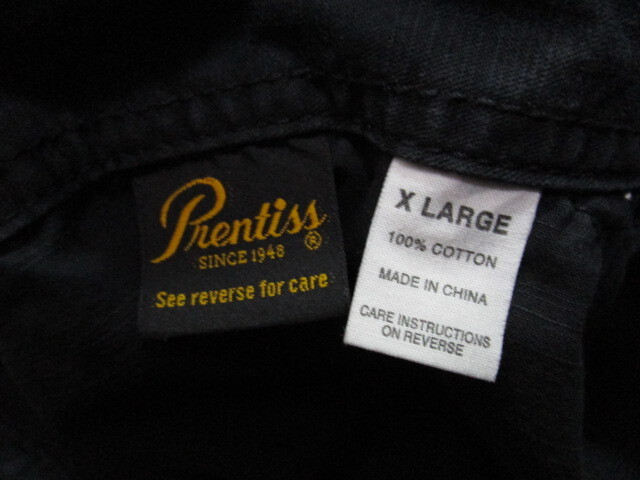 Prentiss
SINCE 1948 ®
See reverse for care
X LARGE
100% COTTON
MADE IN CHINA
CARE INSTRUCTIONS
ON REVERSE